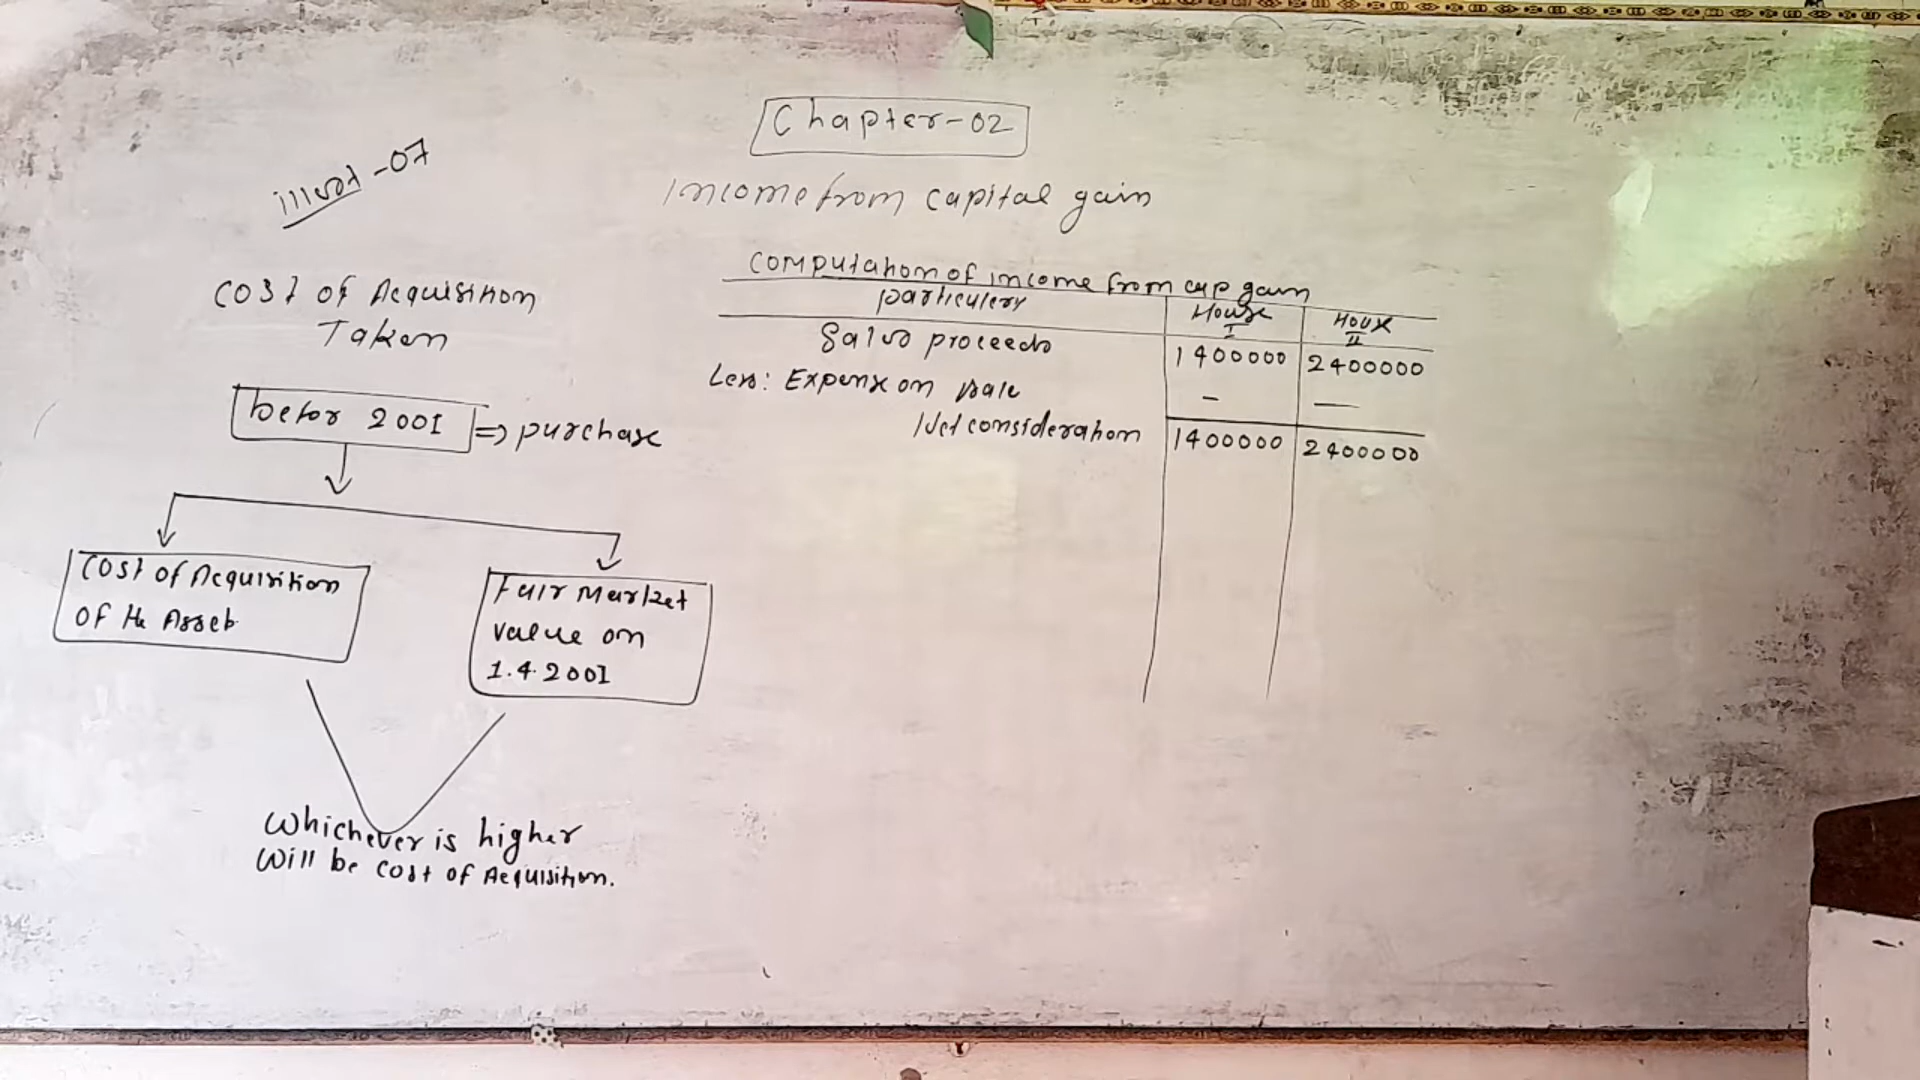 Chapter-02
Income from capital gain
illust-07
Cost of Acquisition
Taken
befor 2001 => purchase
Cost of Acquisition
of the Asset
Fair Market
value on
1.4.2001
Whichever is higher
Will be Cost of Acquisition.
Computation of income from cap gain
particulers House I House II
Sales proceeds 1400000 2400000
Less: Expense on sale - —
Net consideration 1400000 2400000